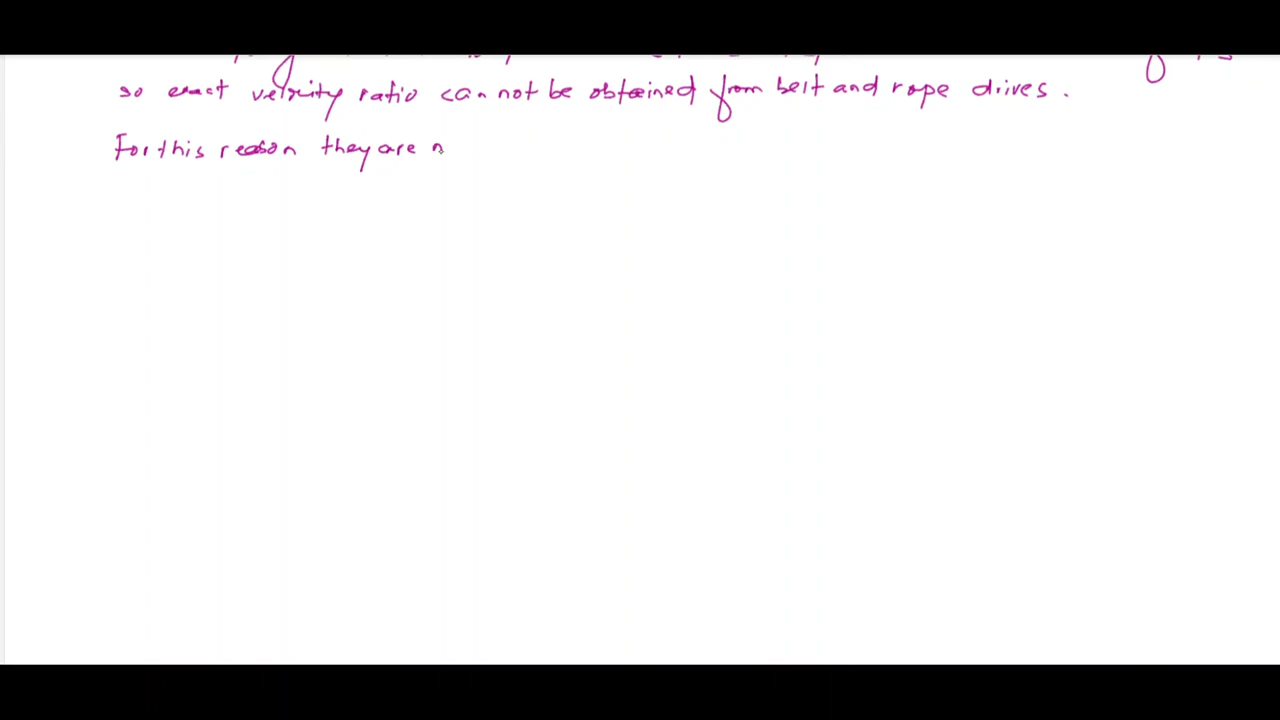 so exact velocity ratio can not be obtained from belt and rope drives .
For this reason they are n